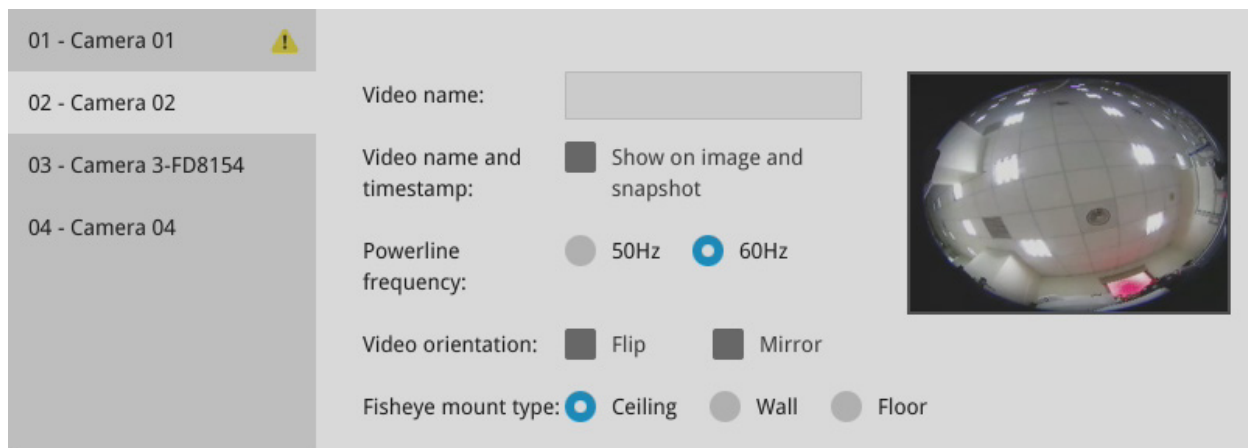 01 - Camera 01
02 - Camera 02
03 - Camera 3-FD8154
04 - Camera 04
Video name:
Video name and
timestamp:
Show on image and
snapshot
Powerline
frequency:
50Hz 60Hz
Video orientation: Flip Mirror
Fisheye mount type: Ceiling Wall Floor